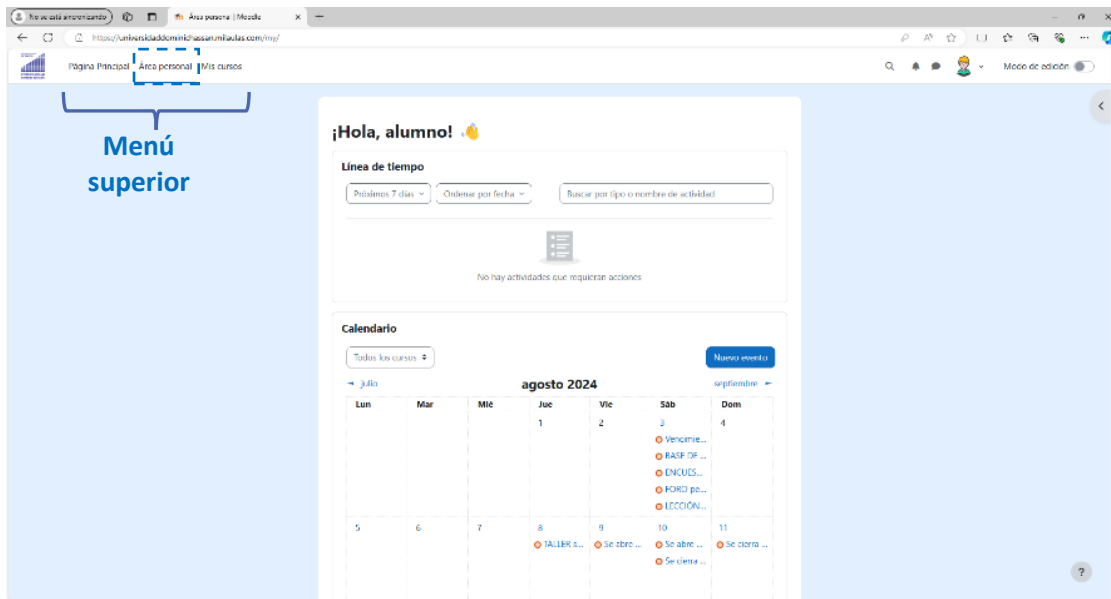 No se está sincronizando
Área personal | Moodle
https://universidaddominichassan.milaulas.com/my/
Página Principal Área personal Mis cursos
Modo de edición
Menú
superior
¡Hola, alumno! 👋
Línea de tiempo
Próximos 7 días
Ordenar por fecha
Buscar por tipo o nombre de actividad
No hay actividades que requieran acciones
Calendario
Todos los cursos
Nuevo evento
julio
agosto 2024
septiembre
Lun Mar Mié Jue Vie Sáb Dom
1 2 3 4
Vencimie...
BASE DE ...
ENCUES...
FORO pe...
LECCIÓN...
5 6 7 8 9 10 11
TALLER s... Se abre ... Se abre ... Se cierra ...
Se cierra ...
?